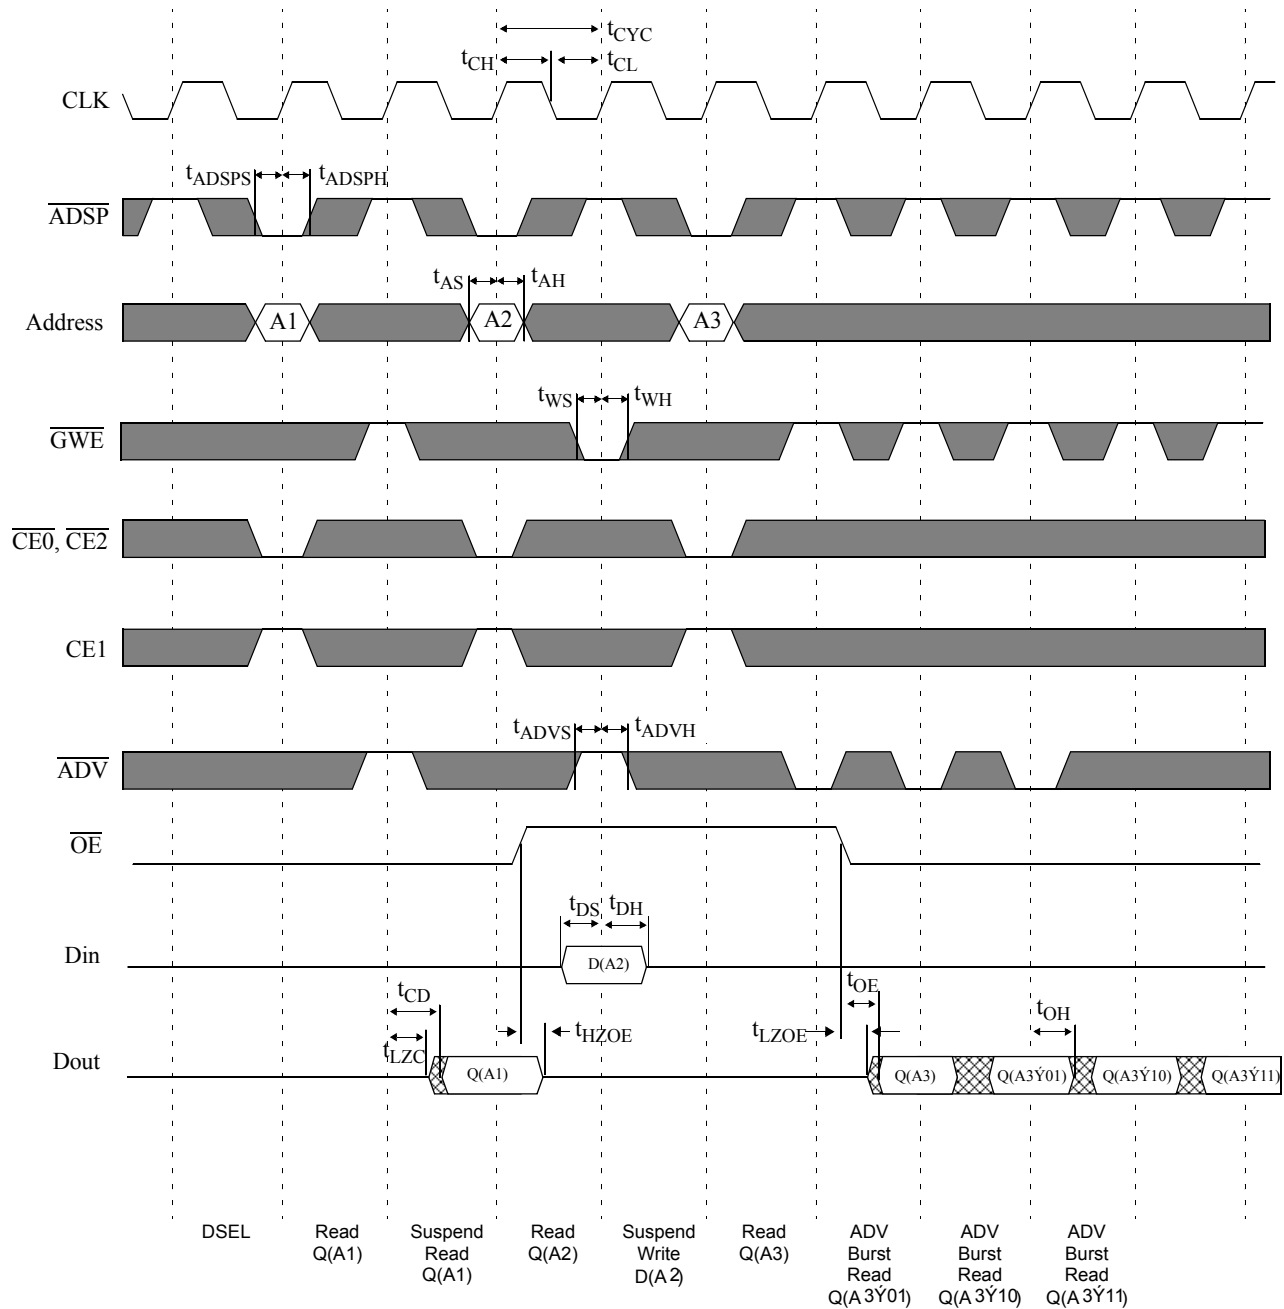 tCYC
tCH
tCL
CLK
tADSPS
tADSPH
ADSP
tAS
tAH
Address
A1
A2
A3
tWS
tWH
GWE
CE0, CE2
CE1
tADVS
tADVH
ADV
OE
tDS
tDH
Din
D(A2)
tCD
tOE
tOH
tLZC
tHZOE
tLZOE
Dout
Q(A1)
Q(A3)
Q(A3Ý01)
Q(A3Ý10)
Q(A3Ý11)
DSEL
Read
Q(A1)
Suspend
Read
Q(A1)
Read
Q(A2)
Suspend
Write
D(A2)
Read
Q(A3)
ADV
Burst
Read
Q(A3Ý01)
ADV
Burst
Read
Q(A3Ý10)
ADV
Burst
Read
Q(A3Ý11)